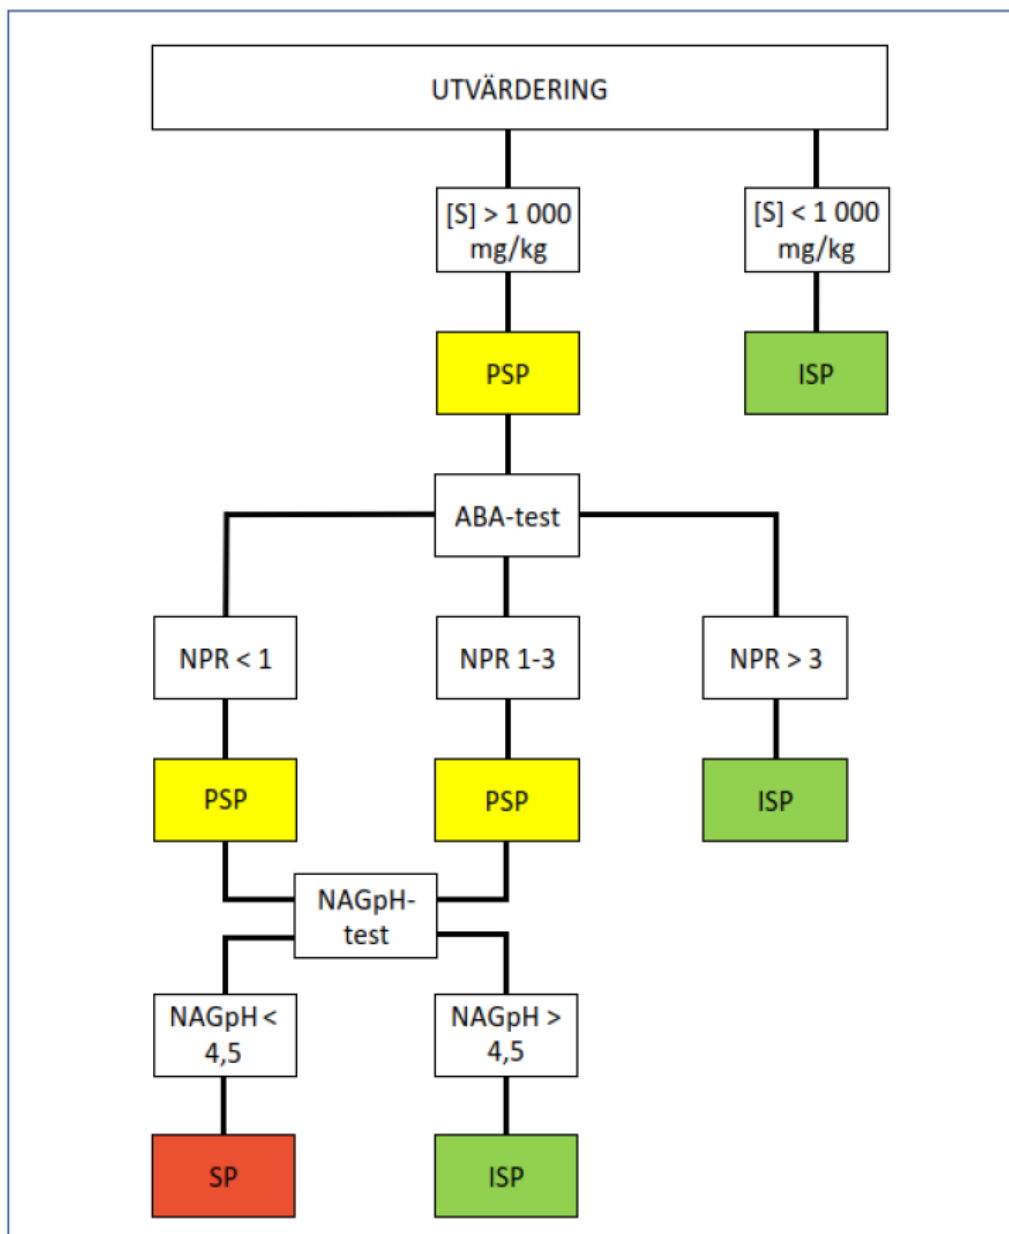 UTVÄRDERING
[S] > 1 000
mg/kg
[S] < 1 000
mg/kg
PSP
ISP
ABA-test
NPR < 1
NPR 1-3
NPR > 3
PSP
PSP
ISP
NAGpH-
test
NAGpH <
4,5
NAGpH >
4,5
SP
ISP